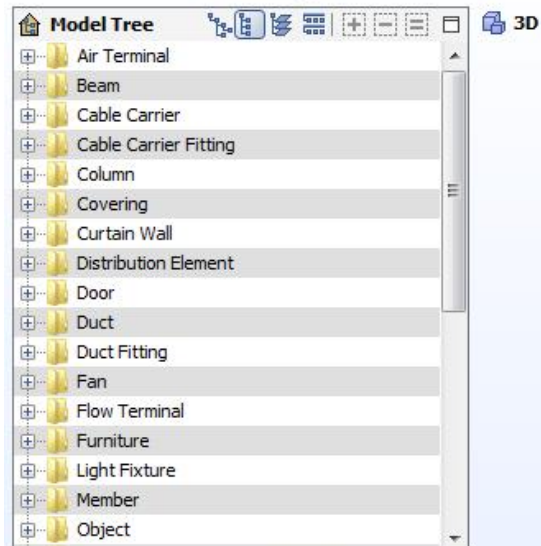 Model Tree
3D
Air Terminal
Beam
Cable Carrier
Cable Carrier Fitting
Column
Covering
Curtain Wall
Distribution Element
Door
Duct
Duct Fitting
Fan
Flow Terminal
Furniture
Light Fixture
Member
Object